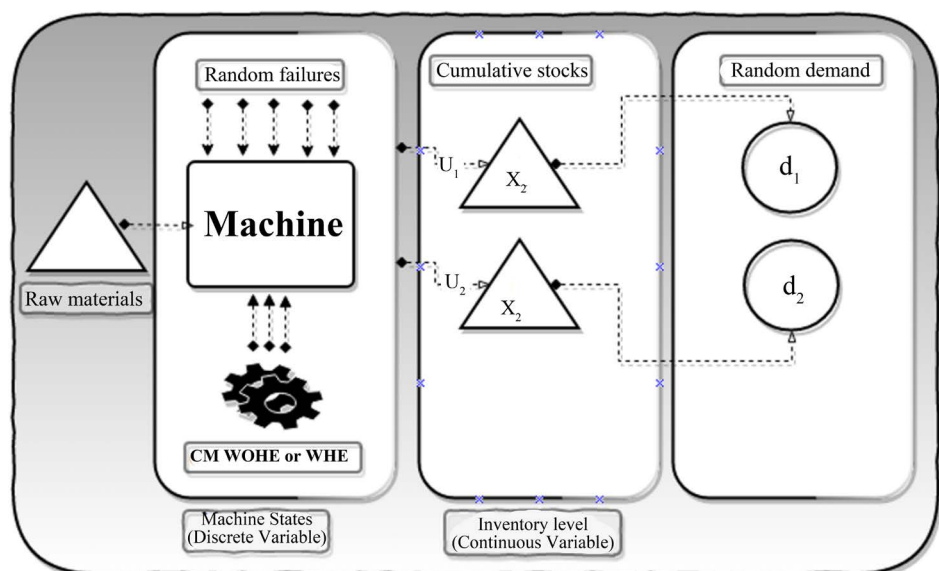 Random failures
Cumulative stocks
Random demand
Machine
Raw materials
U₁
X₂
d₁
U₂
X₂
d₂
CM WOHE or WHE
Machine States
(Discrete Variable)
Inventory level
(Continuous Variable)